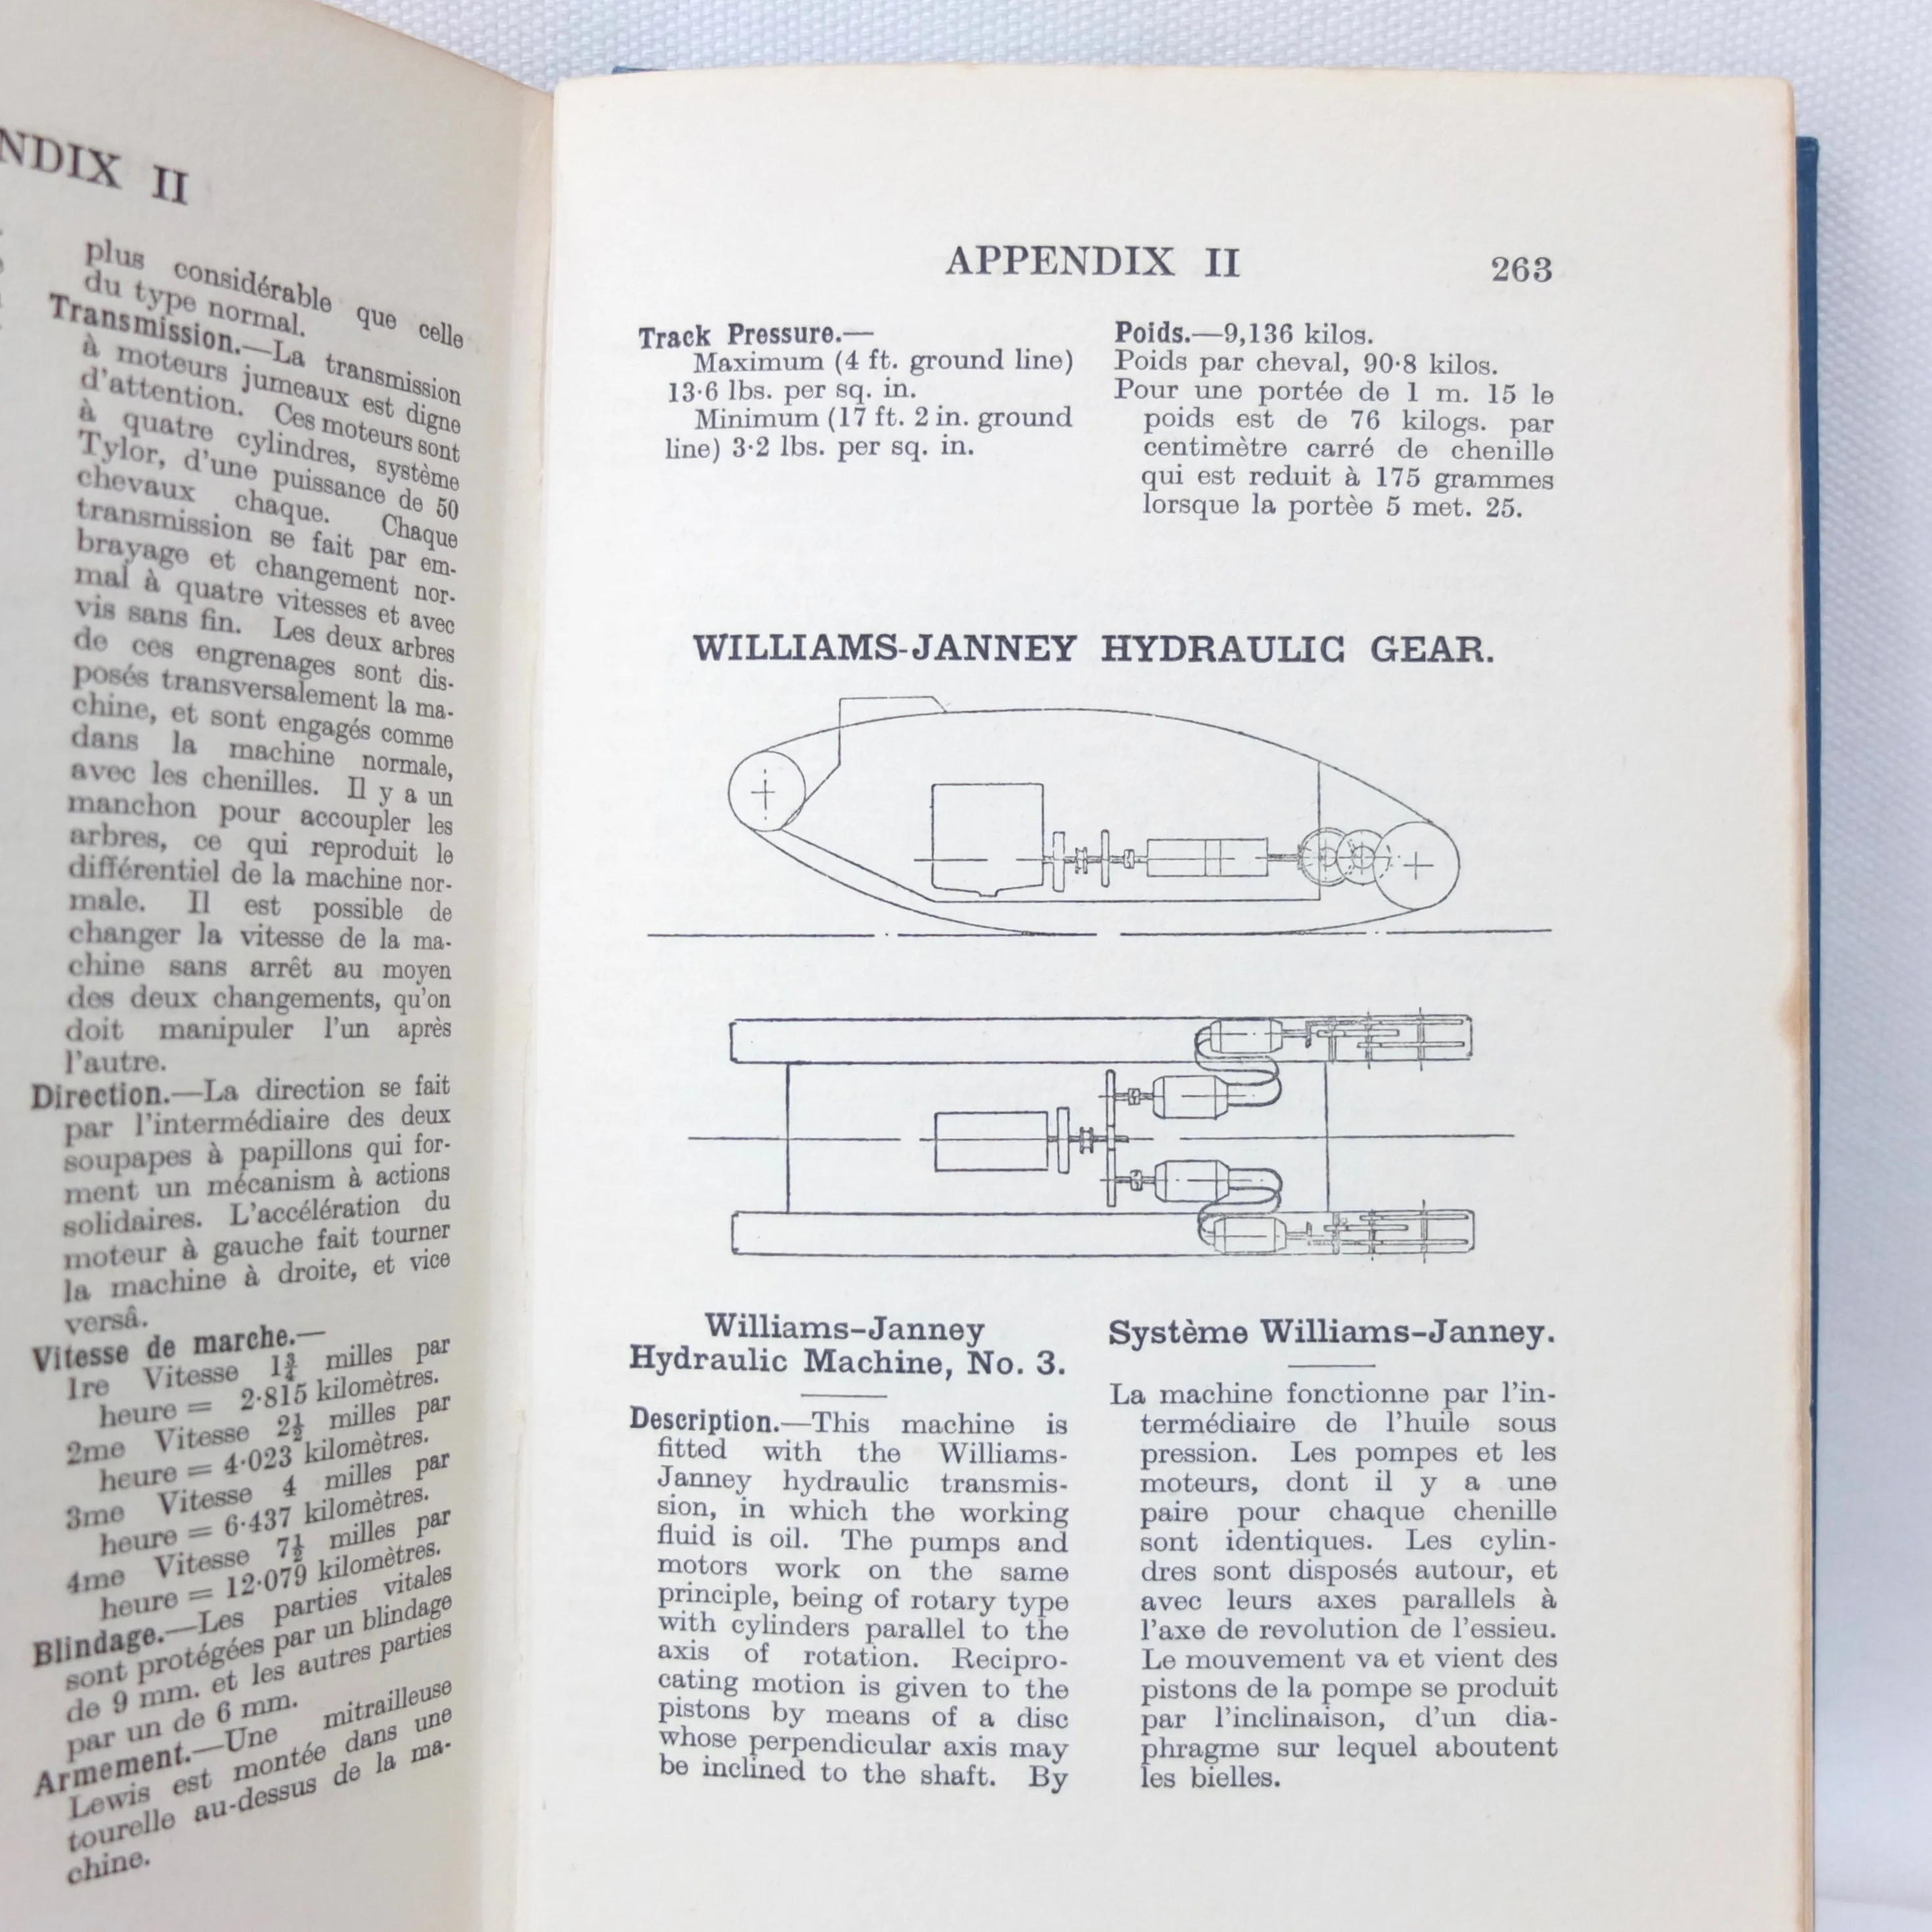 NDIX II
plus considérable que celle
du type normal.
Transmission.—La transmission
à moteurs jumeaux est digne
d'attention. Ces moteurs sont
à quatre cylindres, système
Tylor, d'une puissance de 50
chevaux chaque. Chaque
transmission se fait par em-
brayage et changement nor-
mal à quatre vitesses et avec
vis sans fin. Les deux arbres
de ces engrenages sont dis-
posés transversalement la ma-
chine, et sont engagés comme
dans la machine normale,
avec les chenilles. Il y a un
manchon pour accoupler les
arbres, ce qui reproduit le
différentiel de la machine nor-
male. Il est possible de
changer la vitesse de la ma-
chine sans arrêt au moyen
des deux changements, qu'on
doit manipuler l'un après
l'autre.
Direction.—La direction se fait
par l'intermédiaire des deux
soupapes à papillons qui for-
ment un mécanism à actions
solidaires. L'accélération du
moteur à gauche fait tourner
la machine à droite, et vice
versâ.
Vitesse de marche.—
1re Vitesse 1¾ milles par
heure = 2·815 kilomètres.
2me Vitesse 2½ milles par
heure = 4·023 kilomètres.
3me Vitesse 4 milles par
heure = 6·437 kilomètres.
4me Vitesse 7½ milles par
heure = 12·079 kilomètres.
Blindage.—Les parties vitales
sont protégées par un blindage
de 9 mm. et les autres parties
par un de 6 mm.
Armement.—Une mitrailleuse
Lewis est montée dans une
tourelle au-dessus de la ma-
chine.
APPENDIX II 263
Track Pressure.—
Maximum (4 ft. ground line)
13·6 lbs. per sq. in.
Minimum (17 ft. 2 in. ground
line) 3·2 lbs. per sq. in.
Poids.—9,136 kilos.
Poids par cheval, 90·8 kilos.
Pour une portée de 1 m. 15 le
poids est de 76 kilogs. par
centimètre carré de chenille
qui est reduit à 175 grammes
lorsque la portèe 5 met. 25.
WILLIAMS-JANNEY HYDRAULIC GEAR.
Williams-Janney
Hydraulic Machine, No. 3.
Description.—This machine is
fitted with the Williams-
Janney hydraulic transmis-
sion, in which the working
fluid is oil. The pumps and
motors work on the same
principle, being of rotary type
with cylinders parallel to the
axis of rotation. Recipro-
cating motion is given to the
pistons by means of a disc
whose perpendicular axis may
be inclined to the shaft. By
Système Williams-Janney.
La machine fonctionne par l'in-
termédiaire de l'huile sous
pression. Les pompes et les
moteurs, dont il y a une
paire pour chaque chenille
sont identiques. Les cylin-
dres sont disposés autour, et
avec leurs axes parallels à
l'axe de revolution de l'essieu.
Le mouvement va et vient des
pistons de la pompe se produit
par l'inclinaison, d'un dia-
phragme sur lequel aboutent
les bielles.